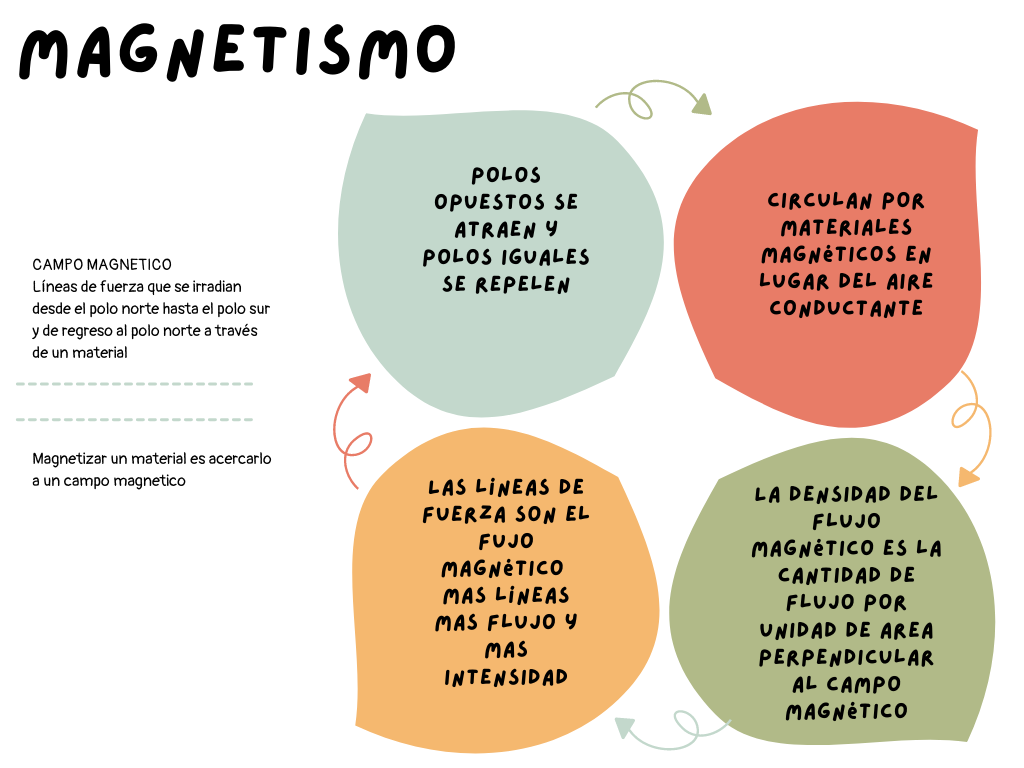 MAGNETISMO
CAMPO MAGNETICO
Líneas de fuerza que se irradian
desde el polo norte hasta el polo sur
y de regreso al polo norte a través
de un material
Magnetizar un material es acercarlo
a un campo magnetico
POLOS
OPUESTOS SE
ATRAEN Y
POLOS IGUALES
SE REPELEN
CIRCULAN POR
MATERIALES
MAGNÉTICOS EN
LUGAR DEL AIRE
CONDUCTANTE
LAS LÍNEAS DE
FUERZA SON EL
FUJO
MAGNÉTICO
MAS LÍNEAS
MAS FLUJO Y
MAS
INTENSIDAD
LA DENSIDAD DEL
FLUJO
MAGNÉTICO ES LA
CANTIDAD DE
FLUJO POR
UNIDAD DE AREA
PERPENDICULAR
AL CAMPO
MAGNÉTICO